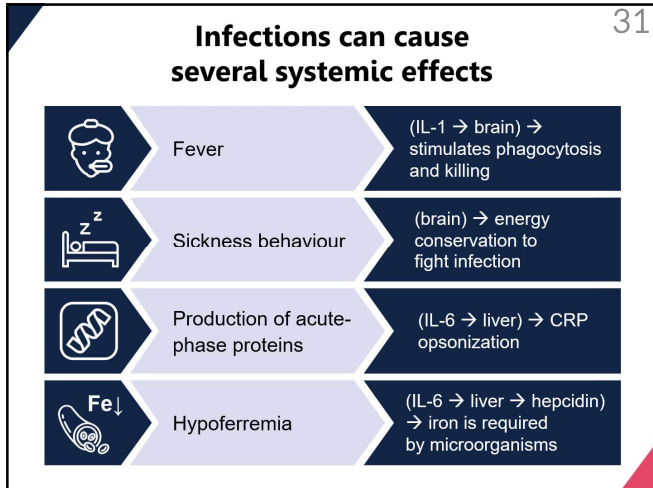 31
Infections can cause
several systemic effects
Fever
(IL-1 → brain) →
stimulates phagocytosis
and killing
z z
Sickness behaviour
(brain) → energy
conservation to
fight infection
Production of acute-
phase proteins
(IL-6 → liver) → CRP
opsonization
Fe↓
Hypoferremia
(IL-6 → liver → hepcidin)
→ iron is required
by microorganisms